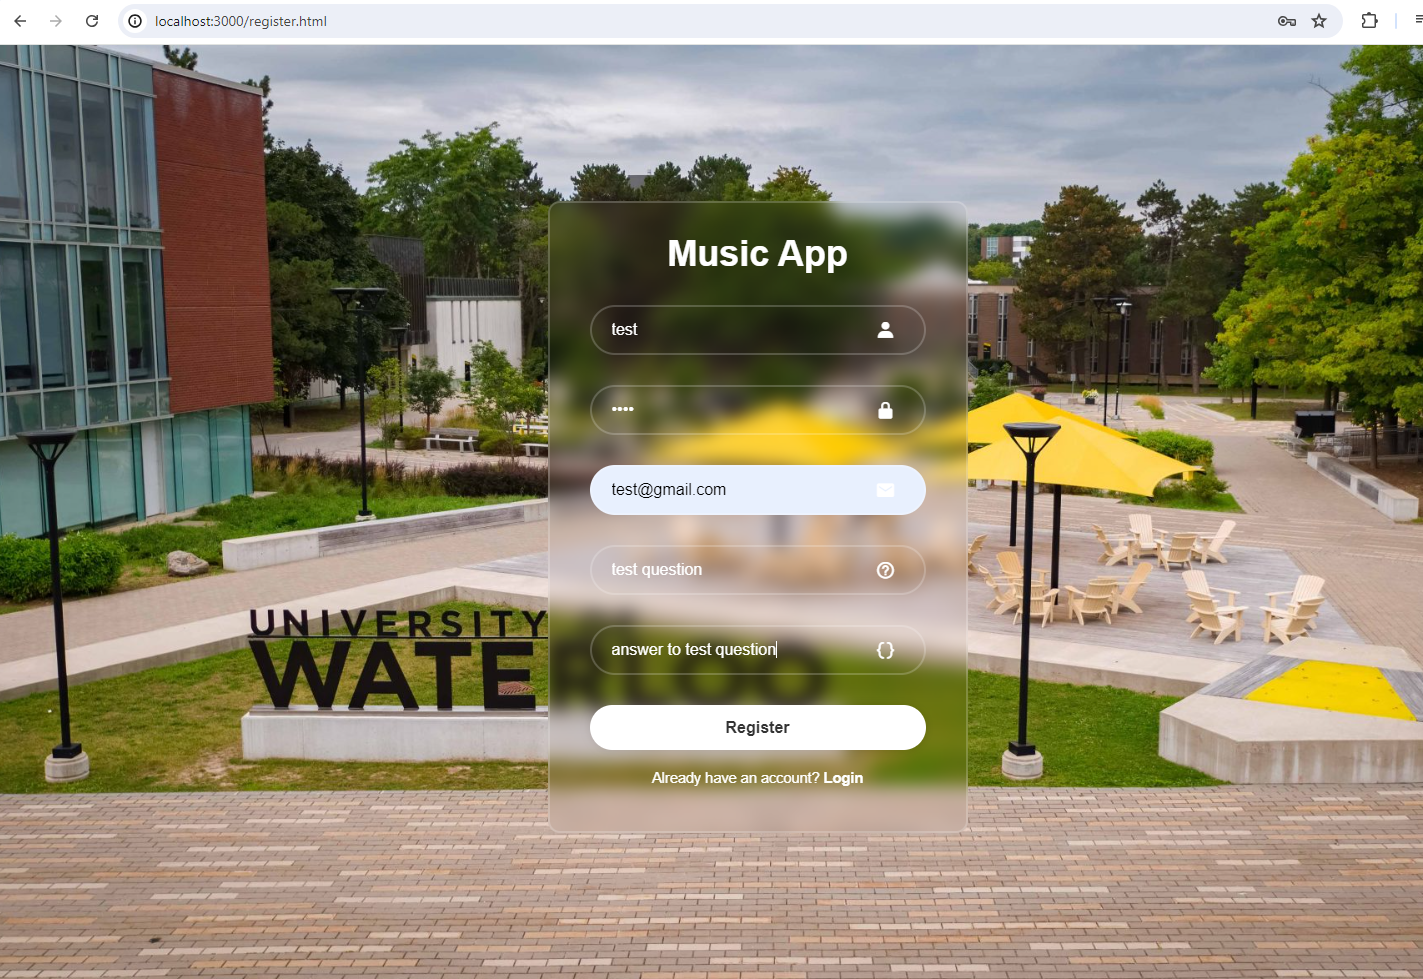 localhost:3000/register.html
Music App
test
••••
test@gmail.com
test question
answer to test question
Register
Already have an account? Login
UNIVERSITY
WATERLOO